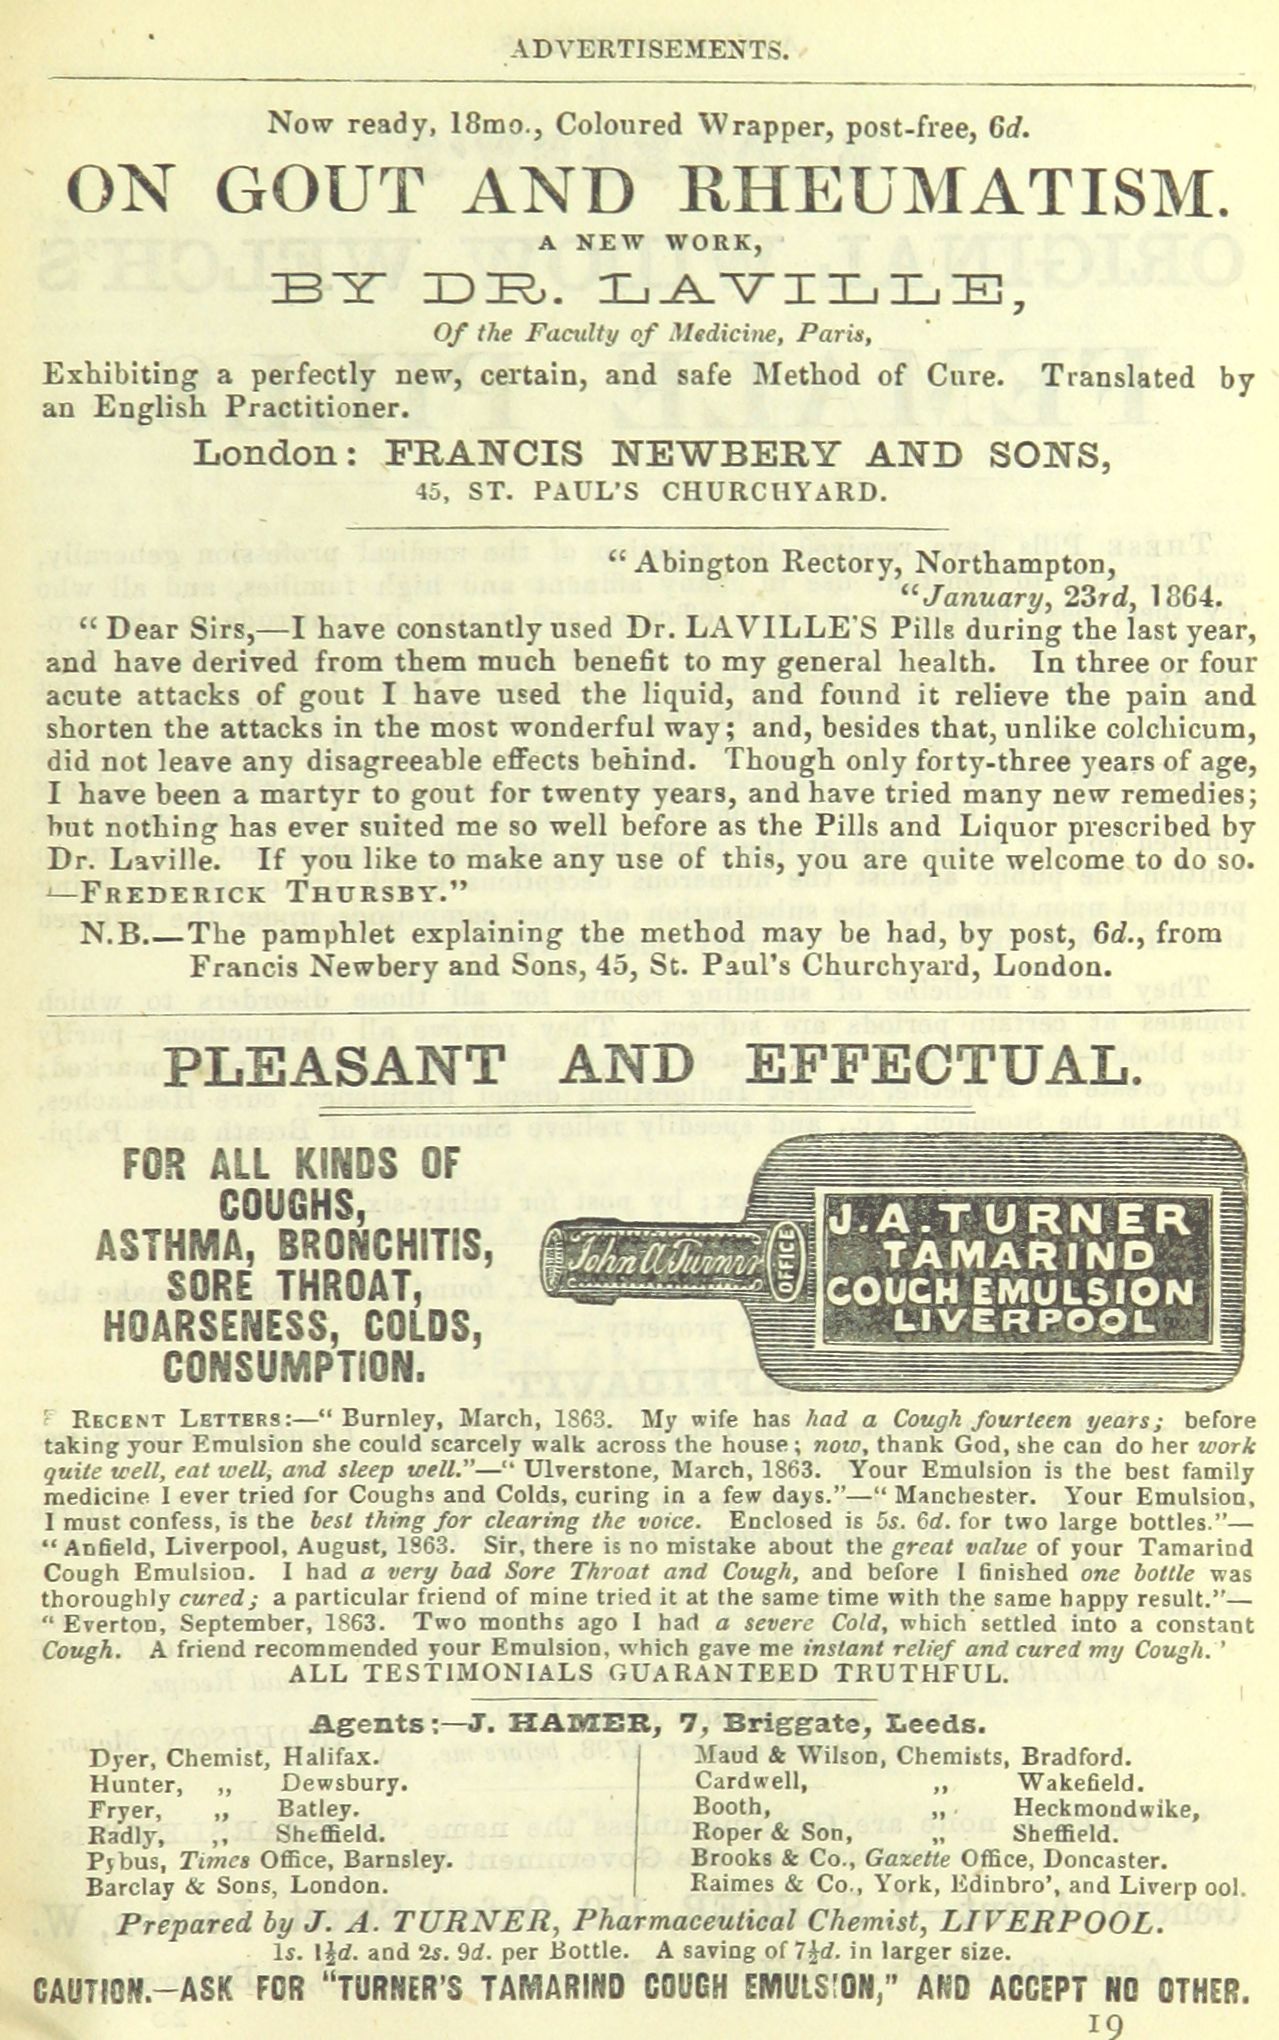 ADVERTISEMENTS.
Now ready, 18mo., Coloured Wrapper, post-free, 6d.
ON GOUT AND RHEUMATISM.
A NEW WORK,
BY DR. LAVILLE,
Of the Faculty of Medicine, Paris,
Exhibiting a perfectly new, certain, and safe Method of Cure. Translated by
an English Practitioner.
London: FRANCIS NEWBERY AND SONS,
45, ST. PAUL'S CHURCHYARD.
"Abington Rectory, Northampton,
"January, 23rd, 1864.
"Dear Sirs,—I have constantly used Dr. LAVILLE'S Pills during the last year,
and have derived from them much benefit to my general health. In three or four
acute attacks of gout I have used the liquid, and found it relieve the pain and
shorten the attacks in the most wonderful way; and, besides that, unlike colchicum,
did not leave any disagreeable effects behind. Though only forty-three years of age,
I have been a martyr to gout for twenty years, and have tried many new remedies;
but nothing has ever suited me so well before as the Pills and Liquor prescribed by
Dr. Laville. If you like to make any use of this, you are quite welcome to do so.
—FREDERICK THURSBY."
N.B.—The pamphlet explaining the method may be had, by post, 6d., from
Francis Newbery and Sons, 45, St. Paul's Churchyard, London.
PLEASANT AND EFFECTUAL.
FOR ALL KINDS OF
COUGHS,
ASTHMA, BRONCHITIS,
SORE THROAT,
HOARSENESS, COLDS,
CONSUMPTION.
John A Turner
OFFICE
J.A.TURNER
TAMARIND
COUGH EMULSION
LIVERPOOL
RECENT LETTERS:—"Burnley, March, 1863. My wife has had a Cough fourteen years; before
taking your Emulsion she could scarcely walk across the house; now, thank God, she can do her work
quite well, eat well, and sleep well."—"Ulverstone, March, 1863. Your Emulsion is the best family
medicine I ever tried for Coughs and Colds, curing in a few days."—"Manchester. Your Emulsion,
I must confess, is the best thing for clearing the voice. Enclosed is 5s. 6d. for two large bottles."—
"Anfield, Liverpool, August, 1863. Sir, there is no mistake about the great value of your Tamarind
Cough Emulsion. I had a very bad Sore Throat and Cough, and before I finished one bottle was
thoroughly cured; a particular friend of mine tried it at the same time with the same happy result."—
"Everton, September, 1863. Two months ago I had a severe Cold, which settled into a constant
Cough. A friend recommended your Emulsion, which gave me instant relief and cured my Cough.'
ALL TESTIMONIALS GUARANTEED TRUTHFUL.
Agents:—J. HAMER, 7, Briggate, Leeds.
Dyer, Chemist, Halifax.
Hunter, ,, Dewsbury.
Fryer, ,, Batley.
Radly, ,, Sheffield.
Pybus, Times Office, Barnsley.
Barclay & Sons, London.
Maud & Wilson, Chemists, Bradford.
Cardwell, ,, Wakefield.
Booth, ,, Heckmondwike,
Roper & Son, ,, Sheffield.
Brooks & Co., Gazette Office, Doncaster.
Raimes & Co., York, Edinbro', and Liverpool.
Prepared by J. A. TURNER, Pharmaceutical Chemist, LIVERPOOL.
1s. 1½d. and 2s. 9d. per Bottle. A saving of 7½d. in larger size.
CAUTION.—ASK FOR "TURNER'S TAMARIND COUGH EMULSION," AND ACCEPT NO OTHER.
19